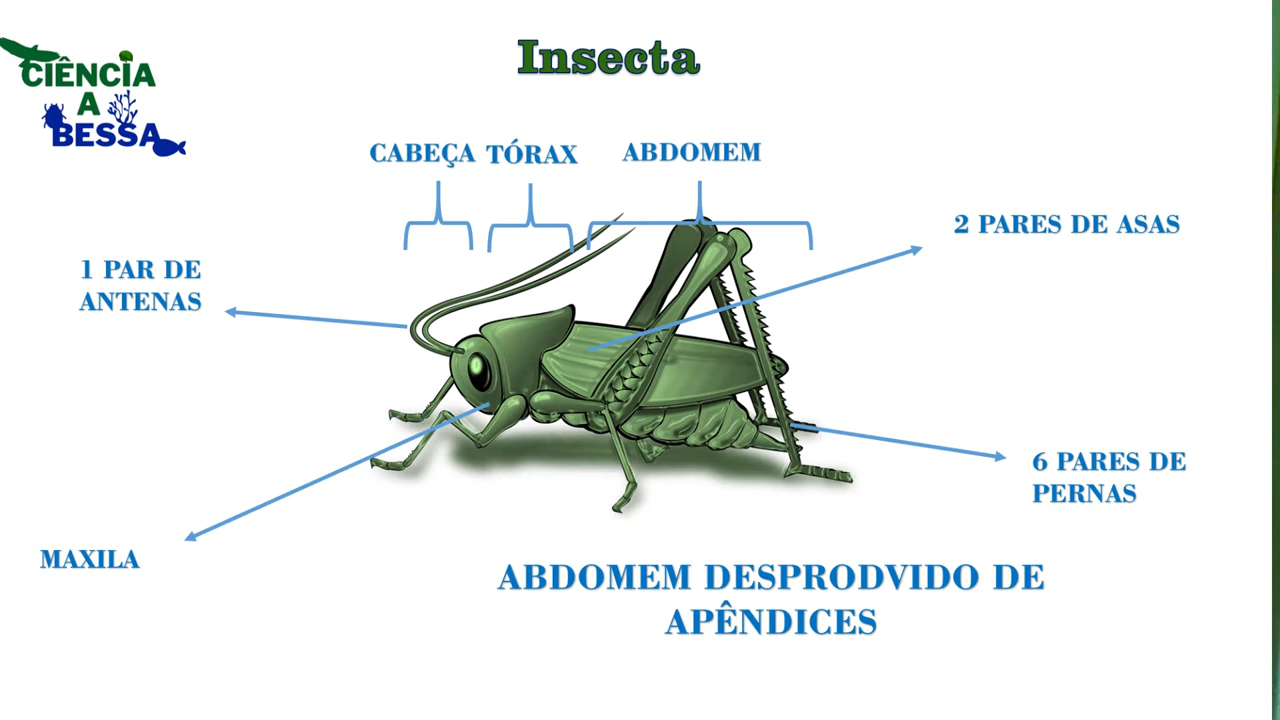 CIÊNCIA
A
BESSA
Insecta
CABEÇA TÓRAX ABDOMEM
2 PARES DE ASAS
1 PAR DE
ANTENAS
6 PARES DE
PERNAS
MAXILA
ABDOMEM DESPRODVIDO DE
APÊNDICES